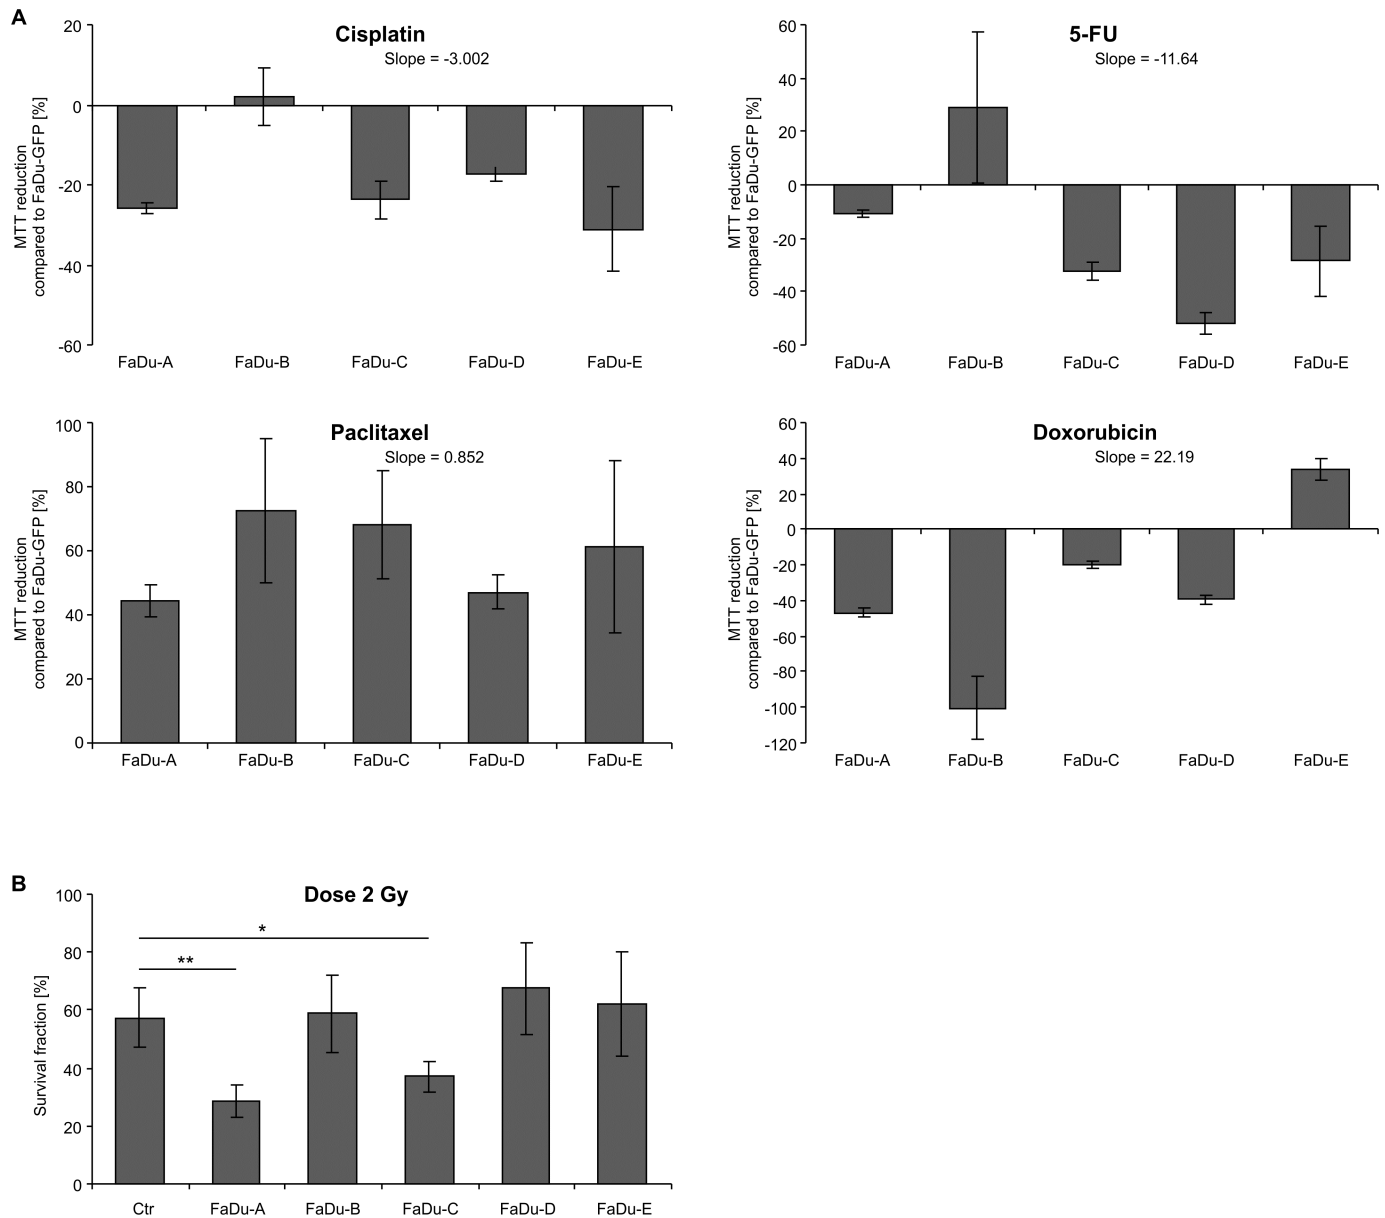 A
Cisplatin
Slope = -3.002
MTT reduction
compared to FaDu-GFP [%]
20
0
-20
-40
-60
FaDu-A FaDu-B FaDu-C FaDu-D FaDu-E
5-FU
Slope = -11.64
MTT reduction
compared to FaDu-GFP [%]
60
40
20
0
-20
-40
-60
FaDu-A FaDu-B FaDu-C FaDu-D FaDu-E
Paclitaxel
Slope = 0.852
MTT reduction
compared to FaDu-GFP [%]
100
80
60
40
20
0
FaDu-A FaDu-B FaDu-C FaDu-D FaDu-E
Doxorubicin
Slope = 22.19
MTT reduction
compared to FaDu-GFP [%]
60
40
20
0
-20
-40
-60
-80
-100
-120
FaDu-A FaDu-B FaDu-C FaDu-D FaDu-E
B
Dose 2 Gy
Survival fraction [%]
100
80
60
40
20
0
*
**
Ctr FaDu-A FaDu-B FaDu-C FaDu-D FaDu-E